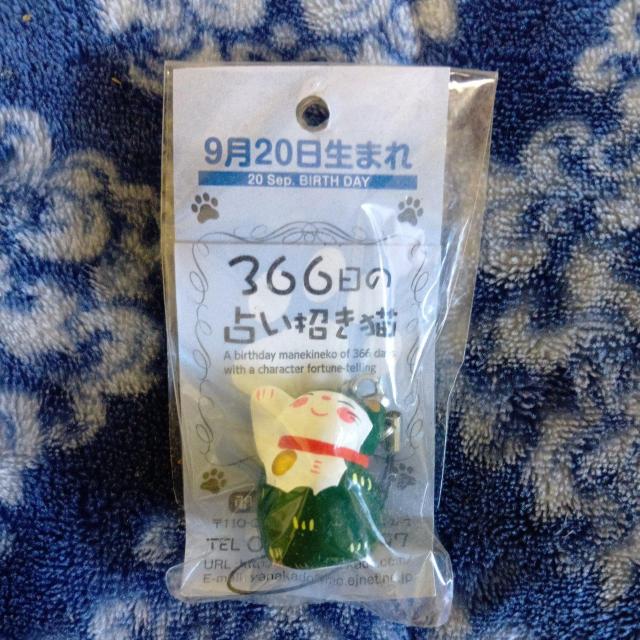 9月20日生まれ
20 Sep. BIRTH DAY
366日の
占い招き猫
A birthday manekineko of 366 days
with a character fortune-telling
〒110-
TEL
URL
E-mail: